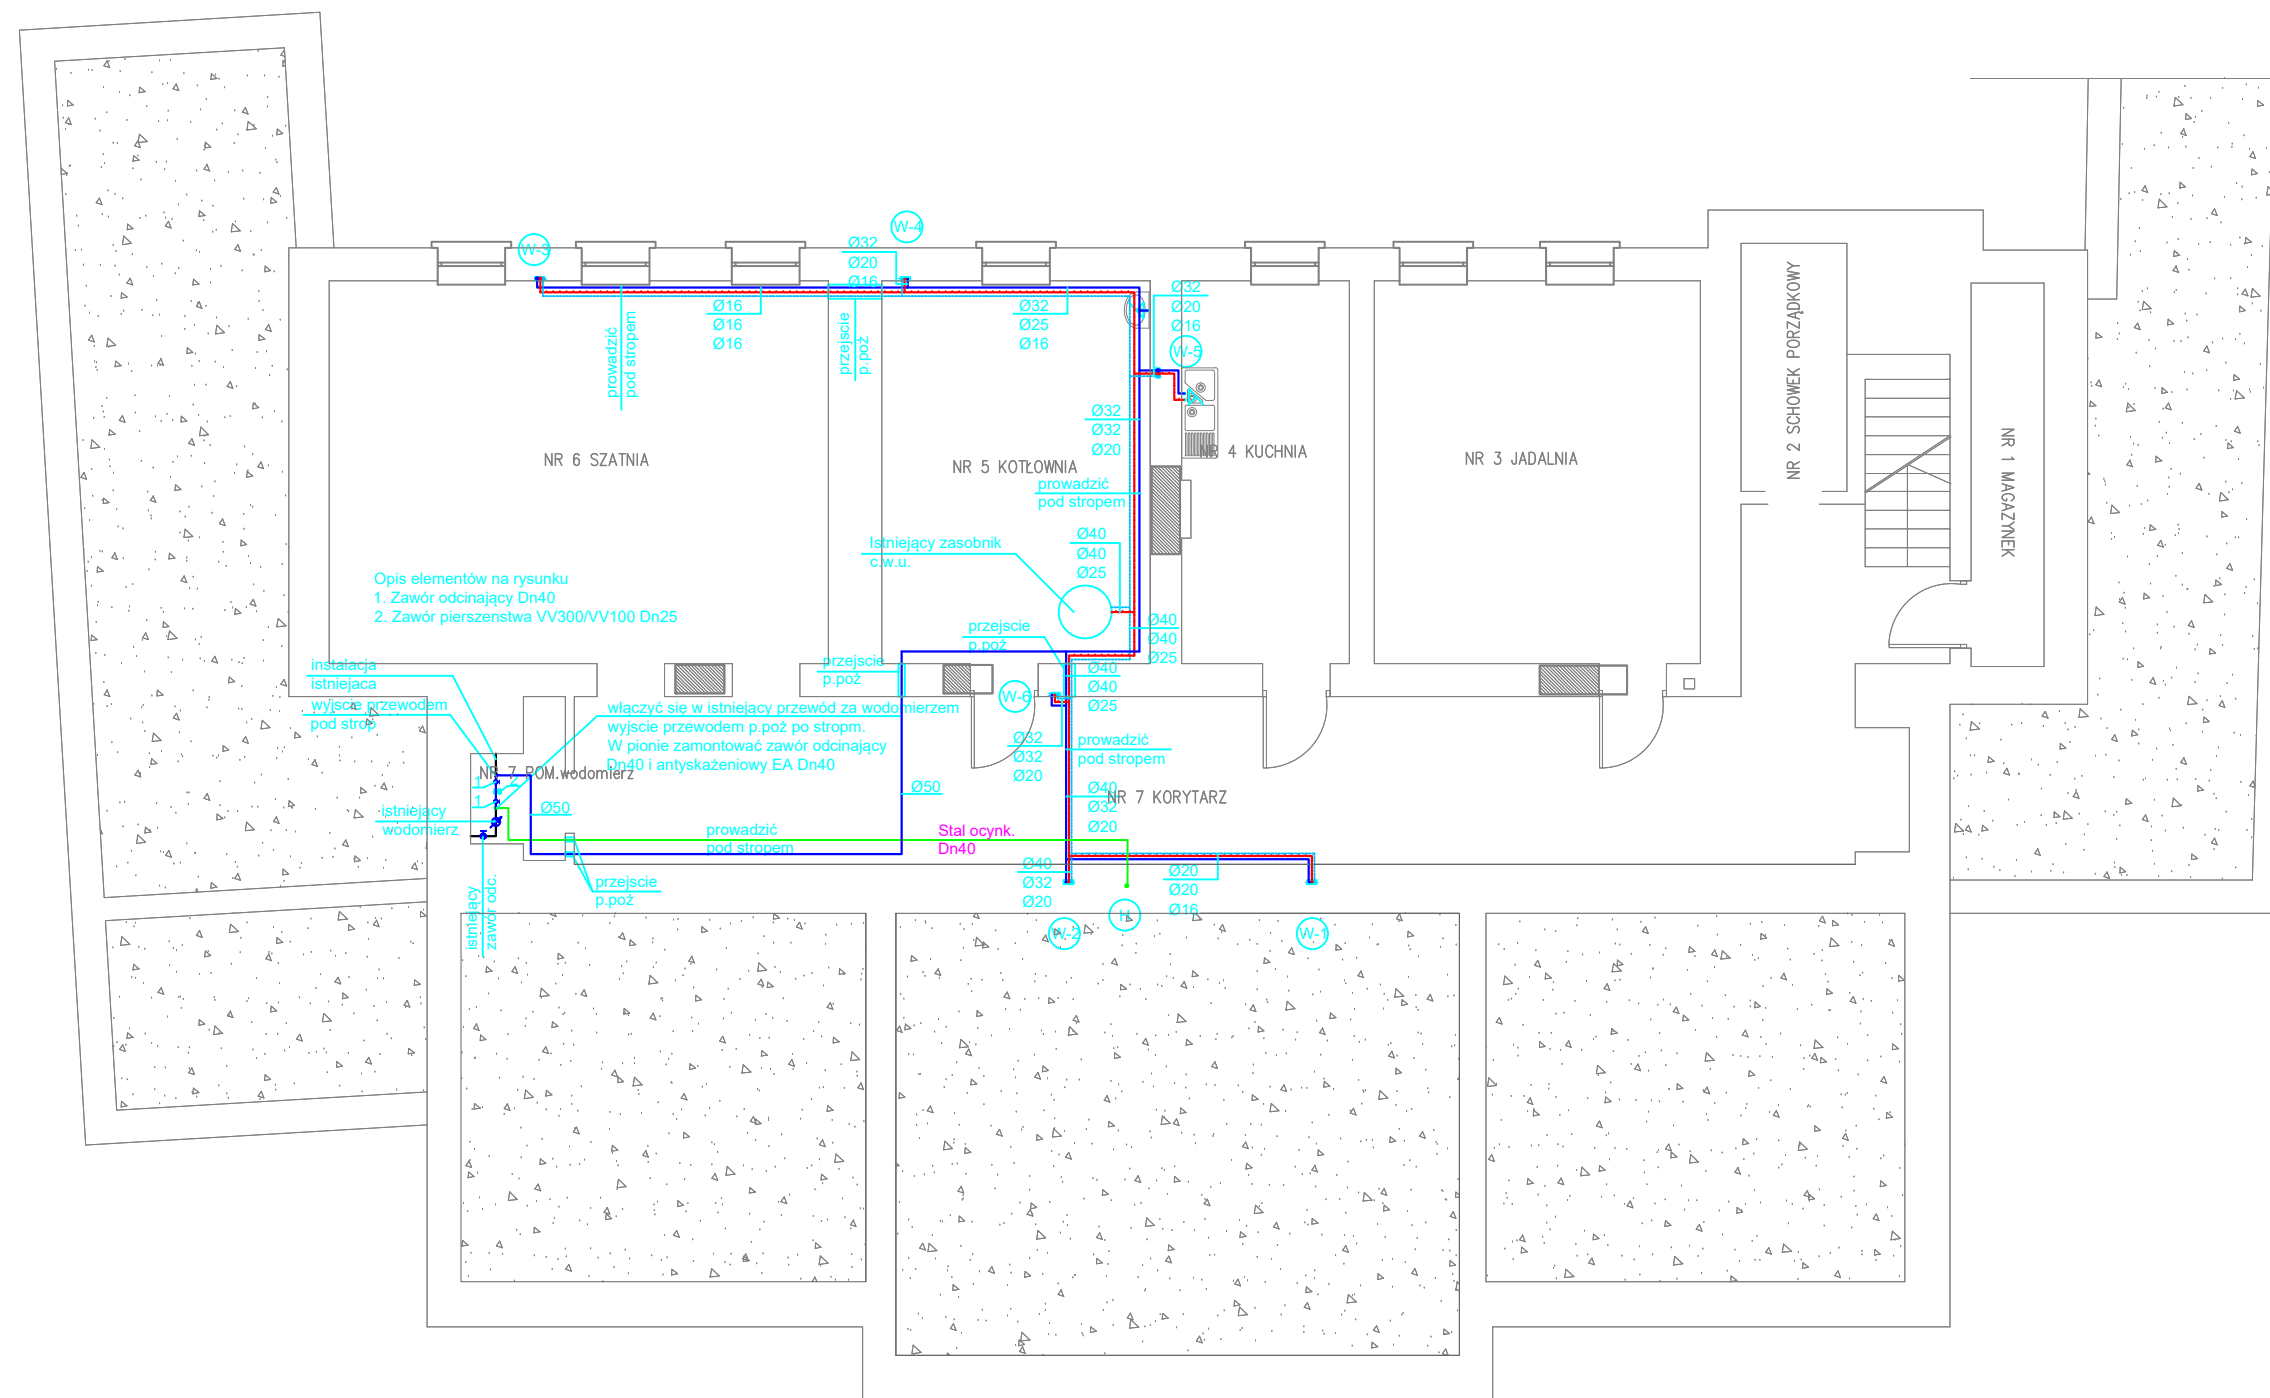 W-3
W-4
Ø32
Ø20
Ø16
Ø16
Ø16
Ø16
prowadzić
pod stropem
przejscie
p.poż
Ø32
Ø25
Ø16
Ø32
Ø20
Ø16
W-5
Ø32
Ø32
Ø20
NR 6 SZATNIA
NR 5 KOTŁOWNIA
NR 4 KUCHNIA
NR 3 JADALNIA
NR 2 SCHOWEK PORZĄDKOWY
NR 1 MAGAZYNEK
prowadzić
pod stropem
Istniejący zasobnik
c.w.u.
Ø40
Ø40
Ø25
Opis elementów na rysunku
1. Zawór odcinający Dn40
2. Zawór pierszenstwa VV300/VV100 Dn25
przejscie
p.poż
Ø40
Ø40
Ø25
instalacja
istniejaca
przejscie
p.poż
Ø40
Ø40
Ø25
W-6
wyjscie przewodem
pod strop
włączyć się w istniejący przewód za wodomierzem
wyjscie przewodem p.poż po stropm.
W pionie zamontować zawór odcinający
Dn40 i antyskażeniowy EA Dn40
Ø32
Ø32
Ø20
prowadzić
pod stropem
NR 7 POM.wodomierz
1
2
1
Ø50
Ø50
Ø40
Ø32
Ø20
NR 7 KORYTARZ
istniejący
wodomierz
prowadzić
pod stropem
Stal ocynk.
Dn40
Ø40
Ø32
Ø20
Ø20
Ø20
Ø16
przejscie
p.poż
istniejący
zawór odc.
W-2
H
W-1